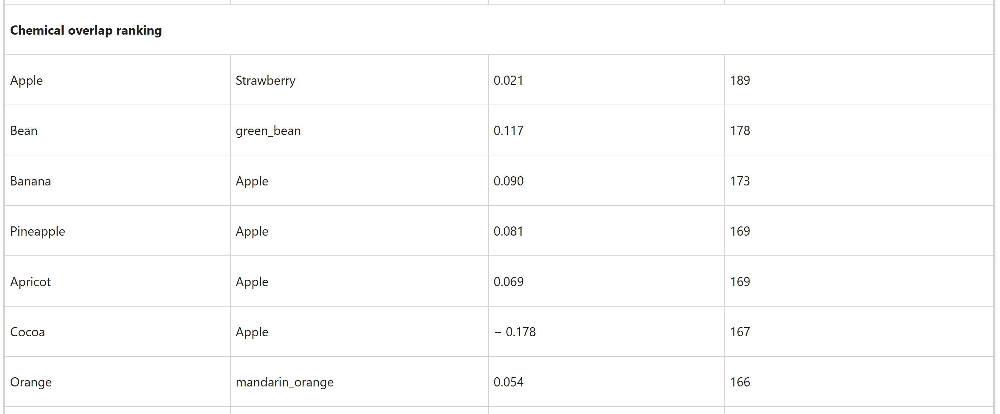 Chemical overlap ranking
Apple Strawberry 0.021 189
Bean green_bean 0.117 178
Banana Apple 0.090 173
Pineapple Apple 0.081 169
Apricot Apple 0.069 169
Cocoa Apple − 0.178 167
Orange mandarin_orange 0.054 166